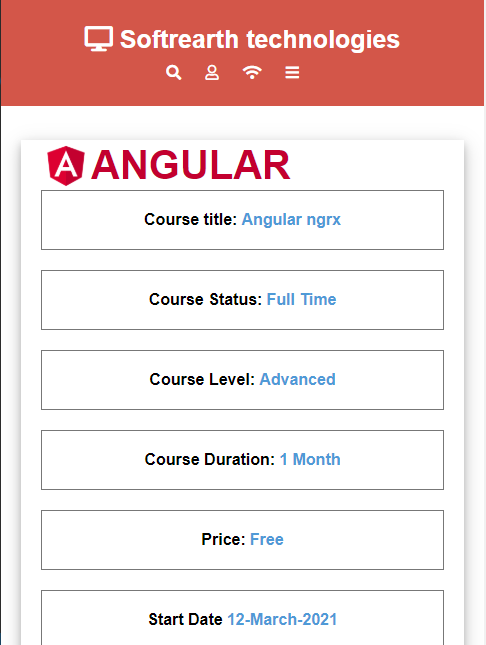 Softrearth technologies
ANGULAR
Course title: Angular ngrx
Course Status: Full Time
Course Level: Advanced
Course Duration: 1 Month
Price: Free
Start Date 12-March-2021